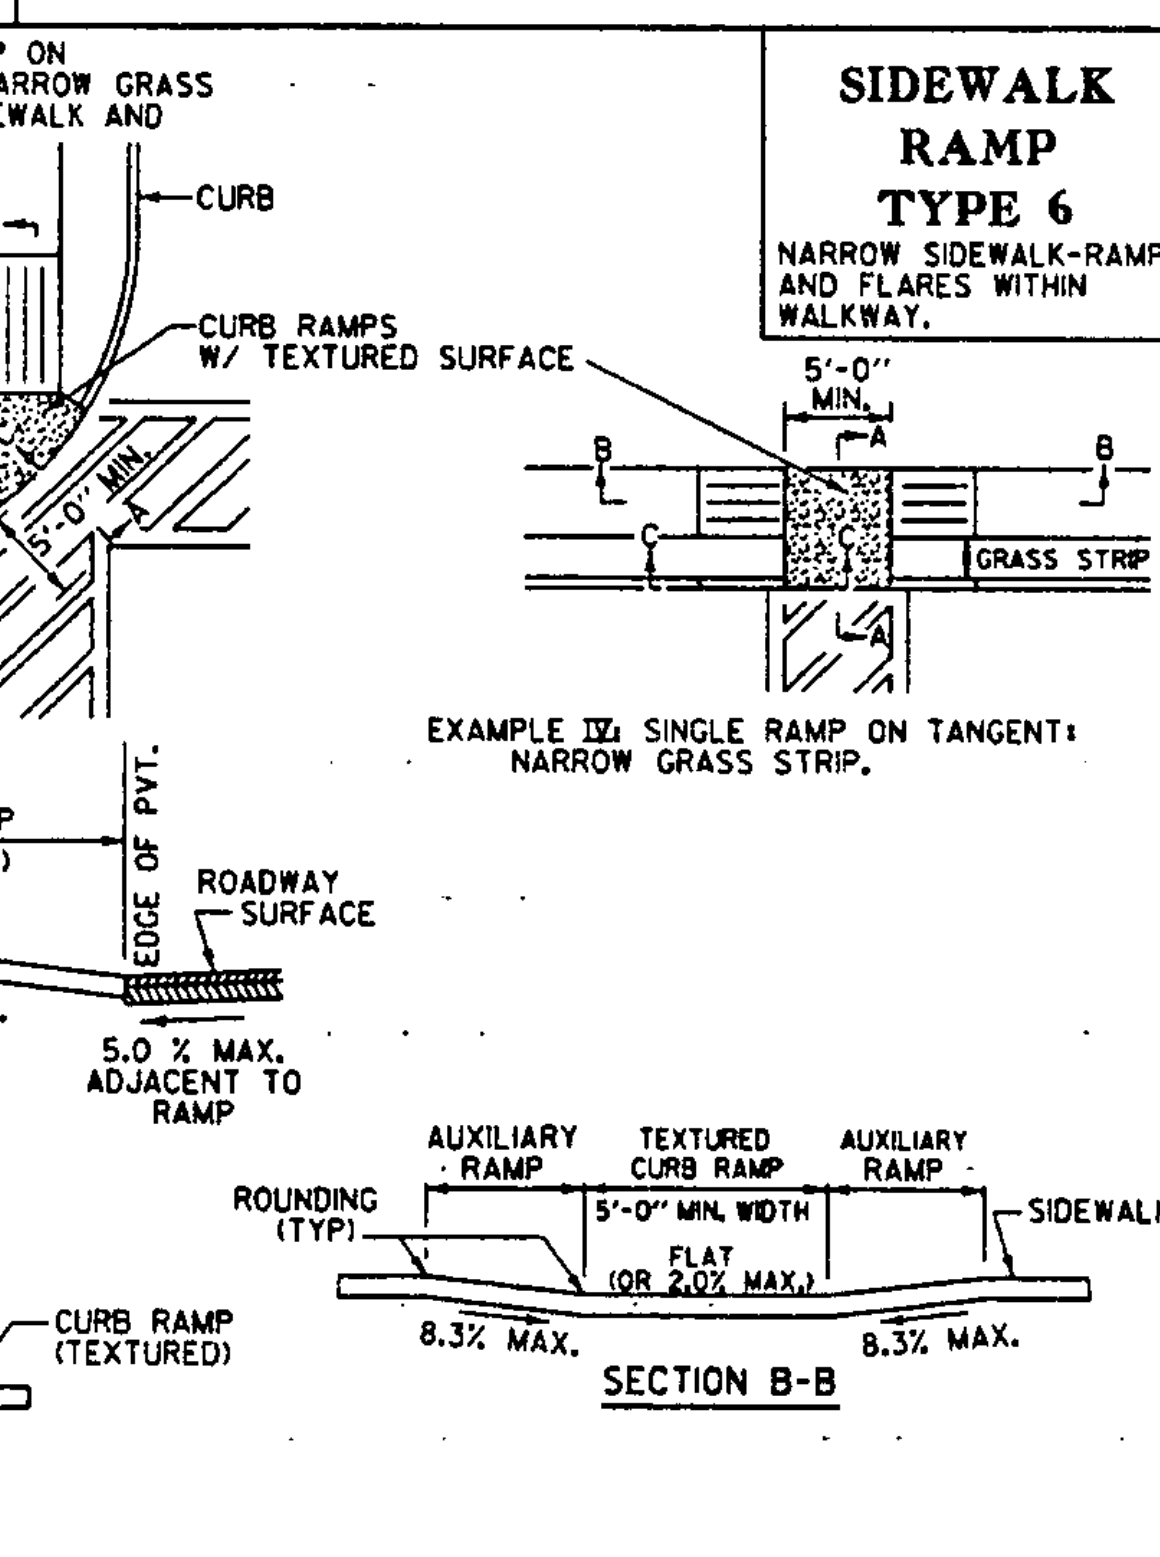 ON
NARROW GRASS
EWALK AND
SIDEWALK
RAMP
TYPE 6
NARROW SIDEWALK-RAMP
AND FLARES WITHIN
WALKWAY.
CURB
CURB RAMPS
W/ TEXTURED SURFACE
5'-0" MIN.
A
5'-0"
MIN.
A
B
B
C
C
GRASS STRIP
A
EXAMPLE IV: SINGLE RAMP ON TANGENT:
NARROW GRASS STRIP.
P
)
EDGE OF PVT.
ROADWAY
SURFACE
5.0 % MAX.
ADJACENT TO
RAMP
AUXILIARY
RAMP
TEXTURED
CURB RAMP
AUXILIARY
RAMP
5'-0" MIN. WIDTH
ROUNDING
(TYP)
SIDEWALK
FLAT
(OR 2.0% MAX.)
8.3% MAX.
8.3% MAX.
CURB RAMP
(TEXTURED)
SECTION B-B